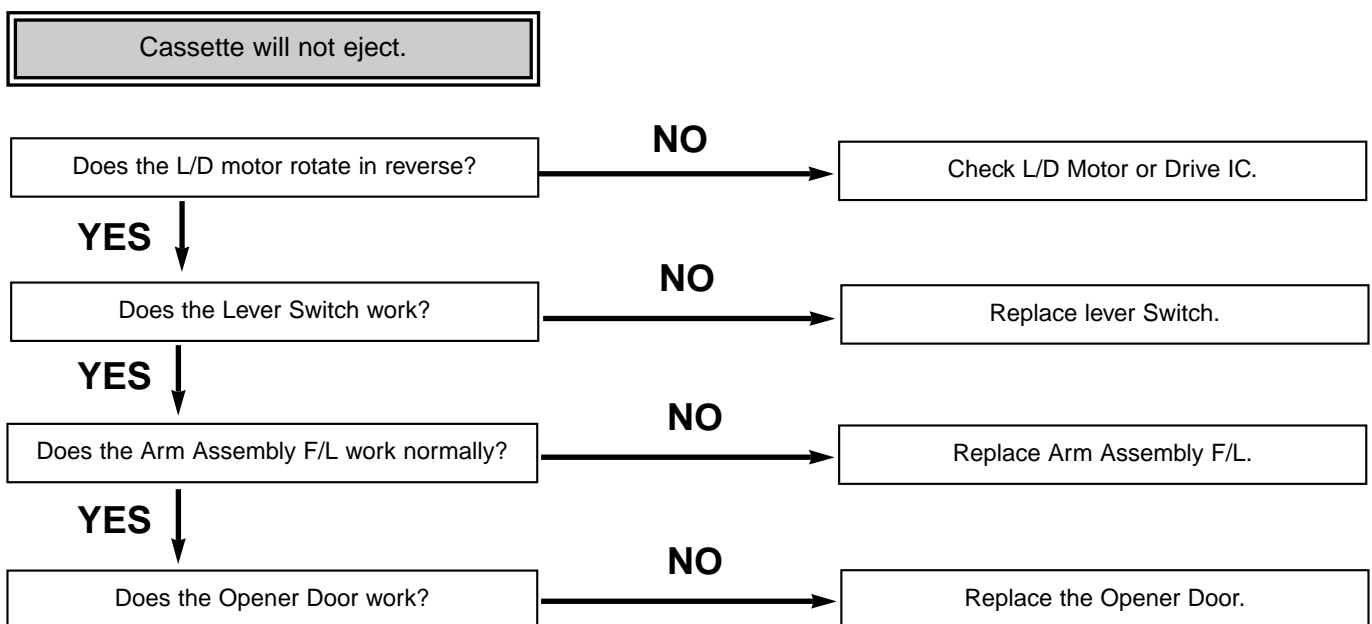 Cassette will not eject.
NO
Does the L/D motor rotate in reverse?
Check L/D Motor or Drive IC.
YES
NO
Does the Lever Switch work?
Replace lever Switch.
YES
NO
Does the Arm Assembly F/L work normally?
Replace Arm Assembly F/L.
YES
NO
Does the Opener Door work?
Replace the Opener Door.